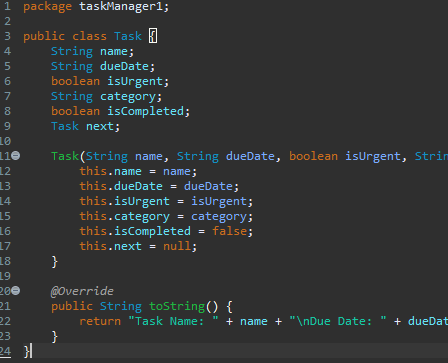 1 package taskManager1;
2
3 public class Task {
4 String name;
5 String dueDate;
6 boolean isUrgent;
7 String category;
8 boolean isCompleted;
9 Task next;
10
11 Task(String name, String dueDate, boolean isUrgent, Strin
12 this.name = name;
13 this.dueDate = dueDate;
14 this.isUrgent = isUrgent;
15 this.category = category;
16 this.isCompleted = false;
17 this.next = null;
18 }
19
20 @Override
21 public String toString() {
22 return "Task Name: " + name + "\nDue Date: " + dueDat
23 }
24 }